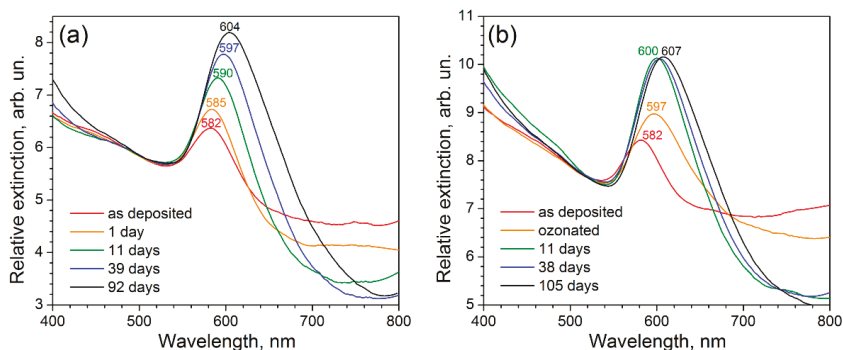 (a)
Relative extinction, arb. un.
8
7
6
5
4
3
604
597
590
585
582
as deposited
1 day
11 days
39 days
92 days
400 500 600 700 800
Wavelength, nm
(b)
Relative extinction, arb. un.
11
10
9
8
7
6
5
600 607
597
582
as deposited
ozonated
11 days
38 days
105 days
400 500 600 700 800
Wavelength, nm